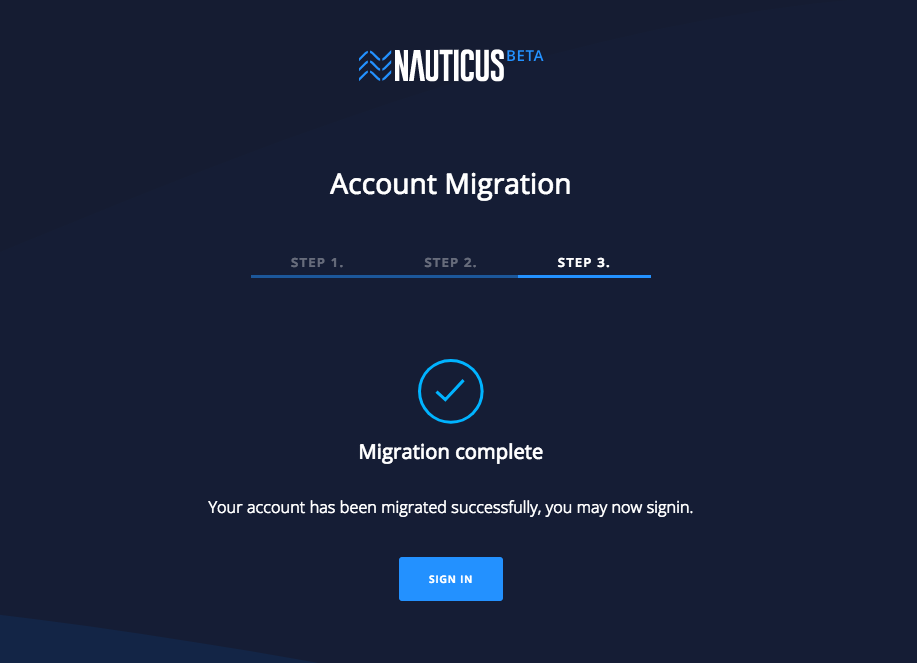 NAUTICUS BETA
Account Migration
STEP 1. STEP 2. STEP 3.
Migration complete
Your account has been migrated successfully, you may now signin.
SIGN IN